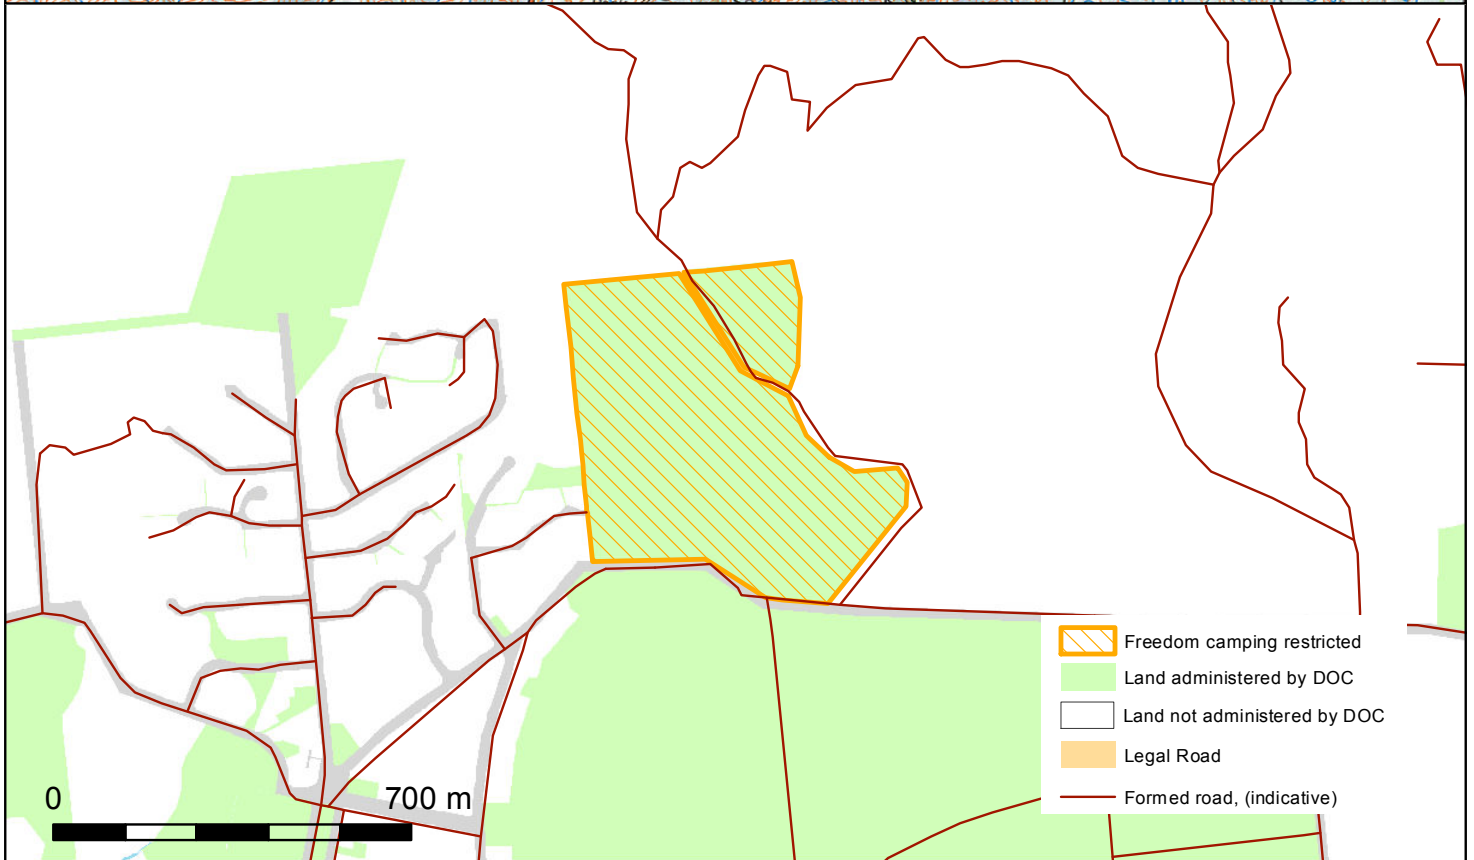 Freedom camping restricted
Land administered by DOC
Land not administered by DOC
Legal Road
Formed road, (indicative)
0 700 m